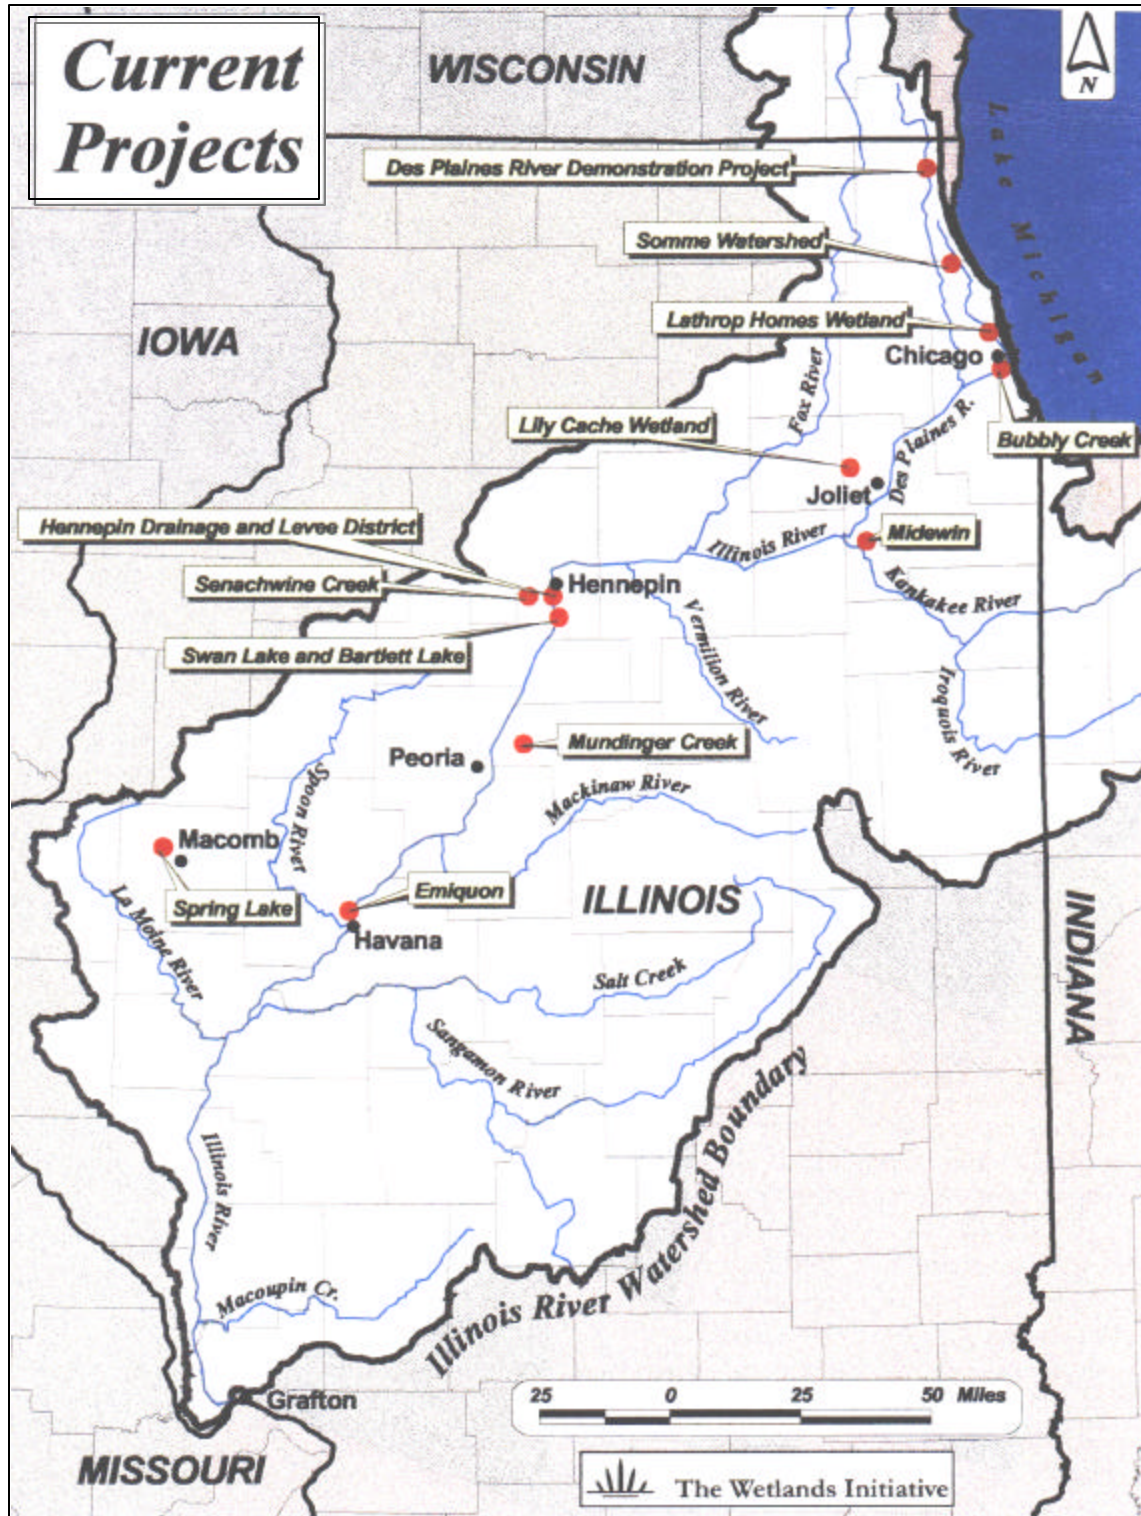 Current
Projects
WISCONSIN
N
Lake Michigan
Des Plaines River Demonstration Project
Somme Watershed
IOWA
Lathrop Homes Wetland
Chicago
Fox River
Lily Cache Wetland
Des Plaines R.
Bubbly Creek
Joliet
Hennepin Drainage and Levee District
Illinois River
Midewin
Senachwine Creek
Hennepin
Kankakee River
Swan Lake and Bartlett Lake
Vermilion River
Iroquois River
Mundinger Creek
Peoria
Spoon River
Mackinaw River
Macomb
Emiquon
ILLINOIS
Spring Lake
La Moine River
Havana
INDIANA
Salt Creek
Sangamon River
Illinois River Watershed Boundary
Illinois River
Macoupin Cr.
Grafton
25 0 25 50 Miles
MISSOURI
The Wetlands Initiative